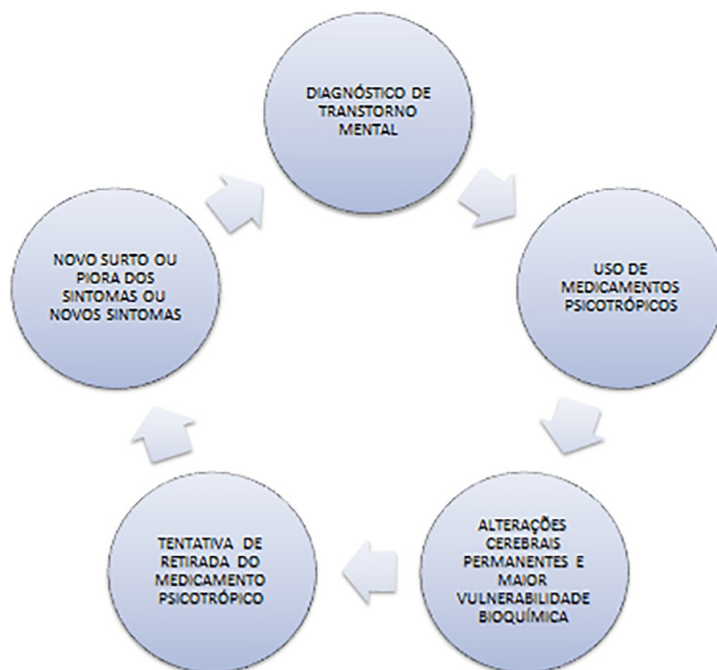 DIAGNÓSTICO DE
TRANSTORNO
MENTAL
USO DE
MEDICAMENTOS
PSICOTRÓPICOS
ALTERAÇÕES
CEREBRAIS
PERMANENTES E
MAIOR
VULNERABILIDADE
BIOQUÍMICA
TENTATIVA DE
RETIRADA DO
MEDICAMENTO
PSICOTRÓPICO
NOVO SURTO OU
PIORA DOS
SINTOMAS OU
NOVOS SINTOMAS